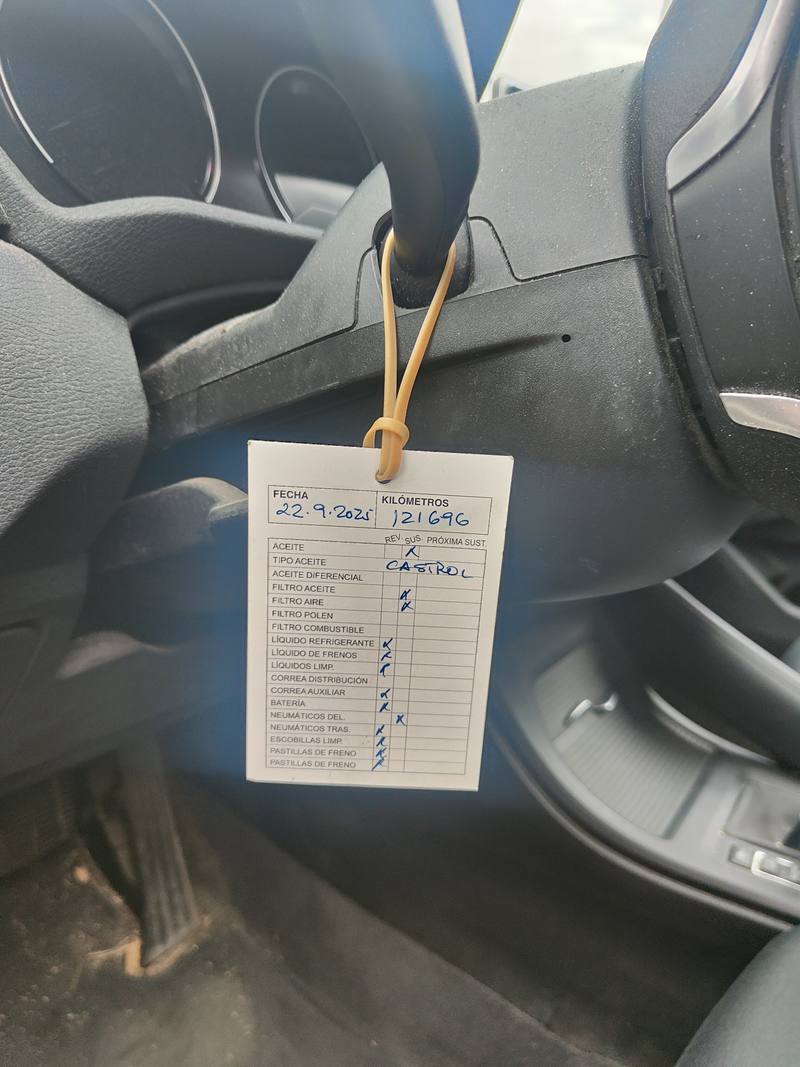 FECHA KILÓMETROS
22.9.2025 121696
REV. SUS. PRÓXIMA SUST.
ACEITE X
TIPO ACEITE CASTROL
ACEITE DIFERENCIAL
FILTRO ACEITE X
FILTRO AIRE X
FILTRO POLEN
FILTRO COMBUSTIBLE
LÍQUIDO REFRIGERANTE X
LÍQUIDO DE FRENOS X
LÍQUIDOS LIMP. X
CORREA DISTRIBUCIÓN
CORREA AUXILIAR X
BATERÍA X
NEUMÁTICOS DEL. X
NEUMÁTICOS TRAS. X
ESCOBILLAS LIMP. X
PASTILLAS DE FRENO X
PASTILLAS DE FRENO X